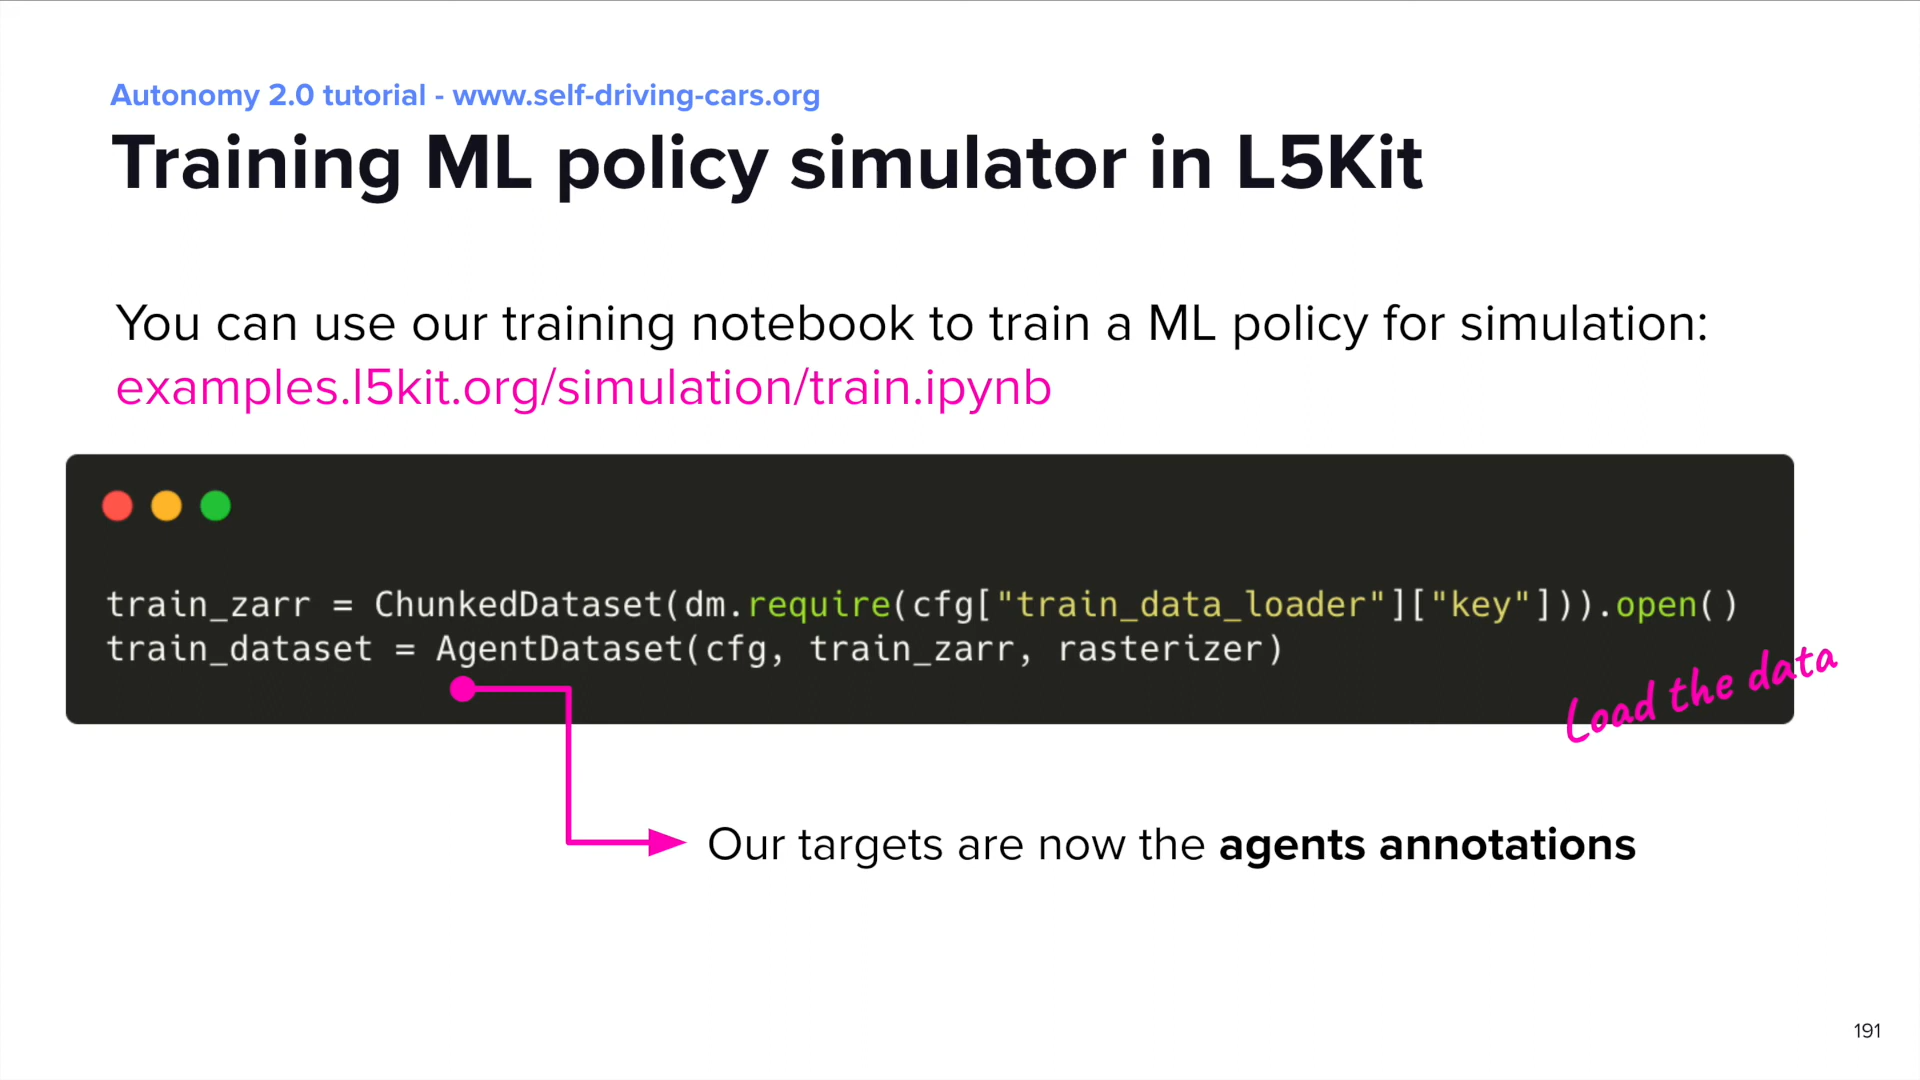 Autonomy 2.0 tutorial - www.self-driving-cars.org
Training ML policy simulator in L5Kit
You can use our training notebook to train a ML policy for simulation:
examples.l5kit.org/simulation/train.ipynb
train_zarr = ChunkedDataset(dm.require(cfg["train_data_loader"]["key"])).open()
train_dataset = AgentDataset(cfg, train_zarr, rasterizer)
Load the data
Our targets are now the agents annotations
191